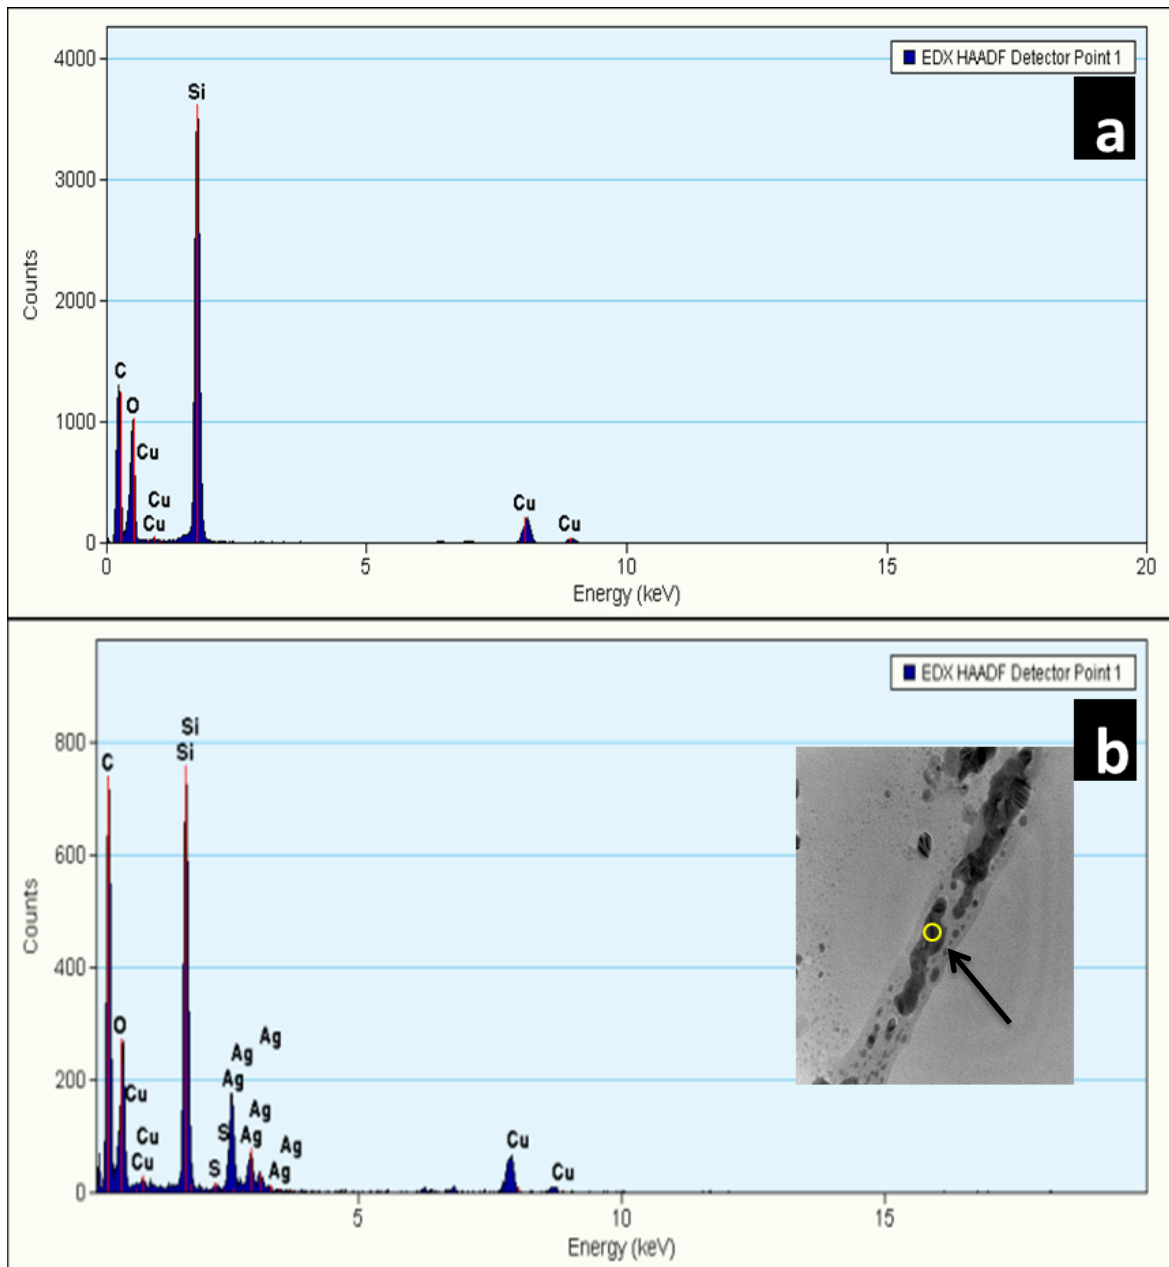 EDX HAADF Detector Point 1
a
4000
3000
2000
1000
0
Counts
Si
C
O
Cu
Cu
Cu
Cu
Cu
0
5
10
15
20
Energy (keV)
EDX HAADF Detector Point 1
b
800
600
400
200
0
Counts
Si
Si
C
O
Ag
Ag
Ag
Cu
Ag
S
Ag
Cu
Cu
Ag
S
Ag
Cu
Cu
5
10
15
Energy (keV)